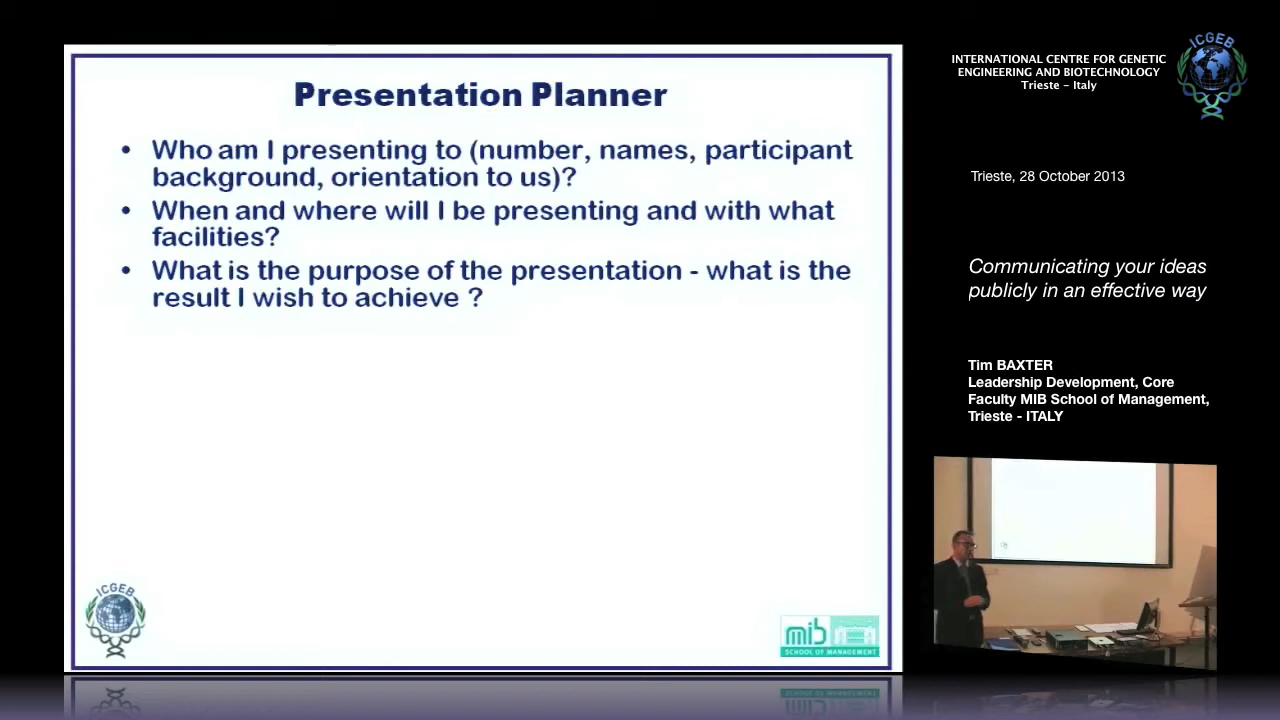 Presentation Planner
• Who am I presenting to (number, names, participant
background, orientation to us)?
• When and where will I be presenting and with what
facilities?
• What is the purpose of the presentation - what is the
result I wish to achieve ?
ICGEB
mib
SCHOOL OF MANAGEMENT
INTERNATIONAL CENTRE FOR GENETIC
ENGINEERING AND BIOTECHNOLOGY
Trieste - Italy
ICGEB
Trieste, 28 October 2013
Communicating your ideas
publicly in an effective way
Tim BAXTER
Leadership Development, Core
Faculty MIB School of Management,
Trieste - ITALY